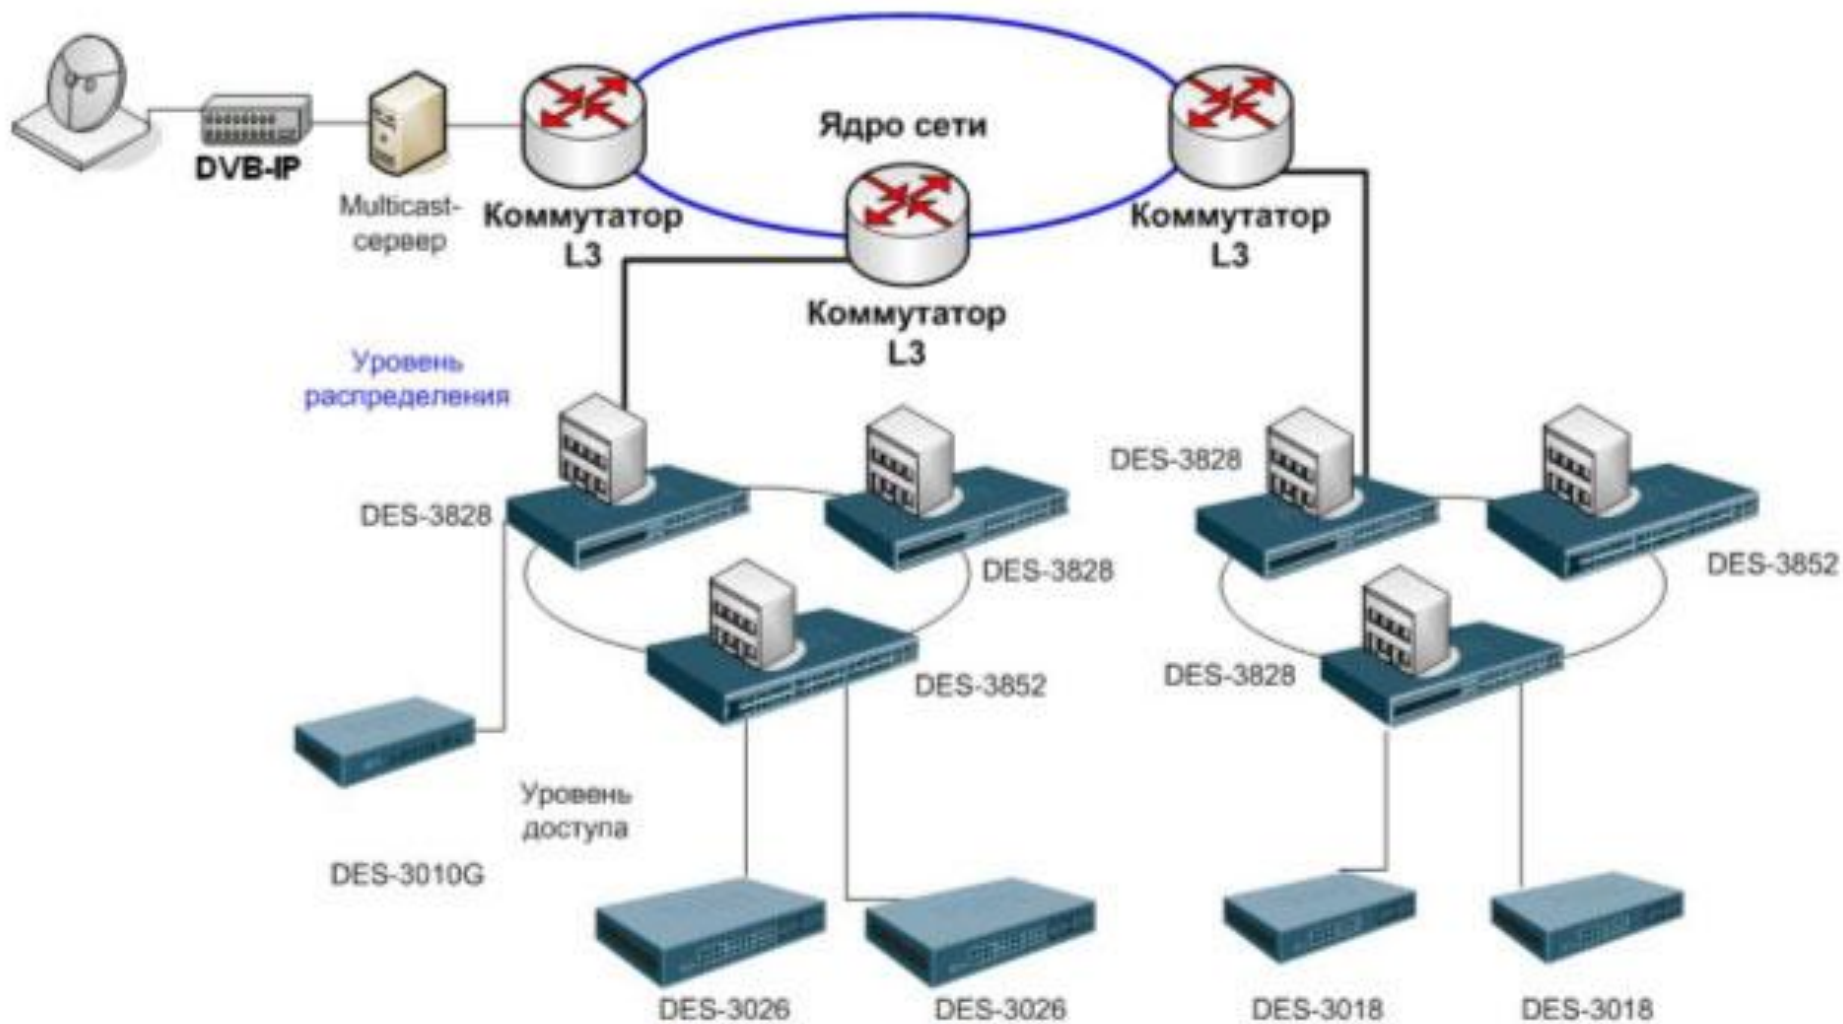 Ядро сети
DVB-IP
Multicast-
сервер
Коммутатор
L3
Коммутатор
L3
Коммутатор
L3
Уровень
распределения
DES-3828
DES-3828
DES-3828
DES-3852
DES-3852
DES-3828
Уровень
доступа
DES-3010G
DES-3026
DES-3026
DES-3018
DES-3018